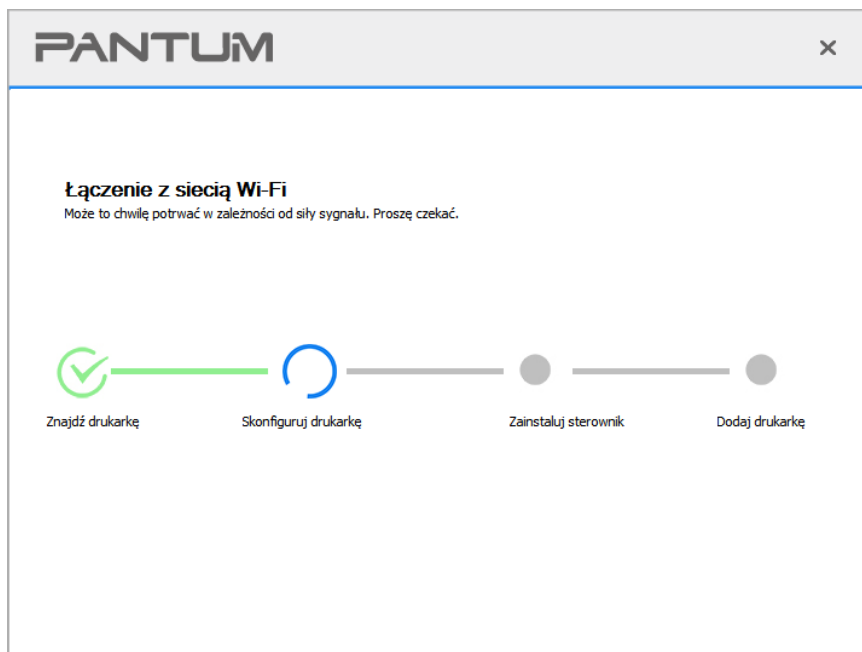 PANTUM
Łączenie z siecią Wi-Fi
Może to chwilę potrwać w zależności od siły sygnału. Proszę czekać.
Znajdź drukarkę
Skonfiguruj drukarkę
Zainstaluj sterownik
Dodaj drukarkę